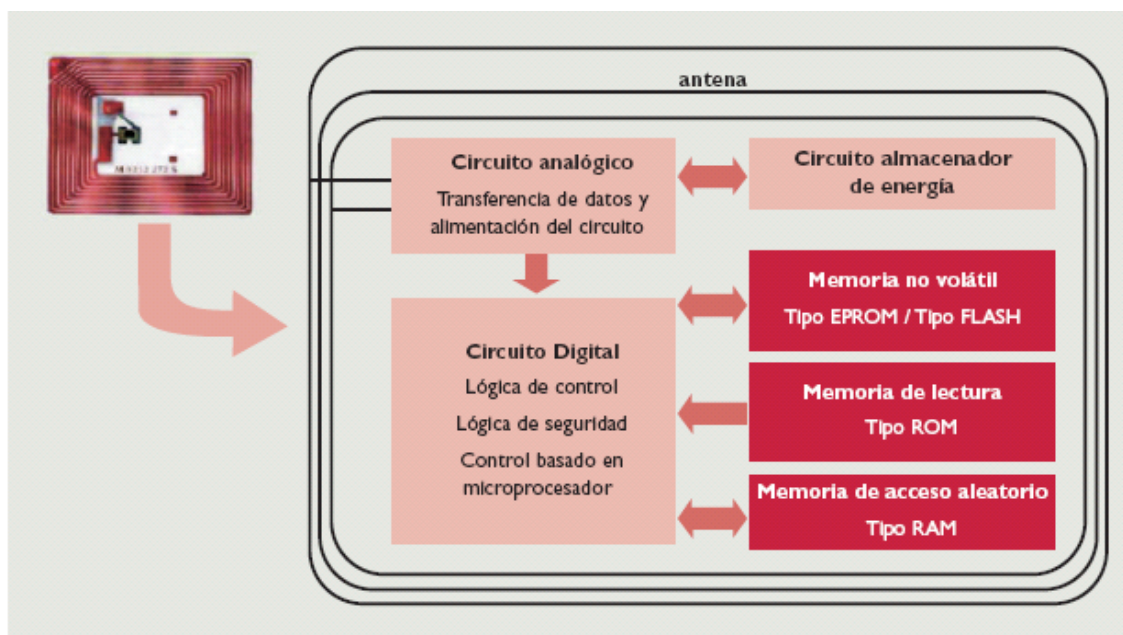 antena
Circuito analógico
Transferencia de datos y
alimentación del circuito
Circuito almacenador
de energía
Memoria no volátil
Tipo EPROM / Tipo FLASH
Circuito Digital
Lógica de control
Lógica de seguridad
Control basado en
microprocesador
Memoria de lectura
Tipo ROM
Memoria de acceso aleatorio
Tipo RAM